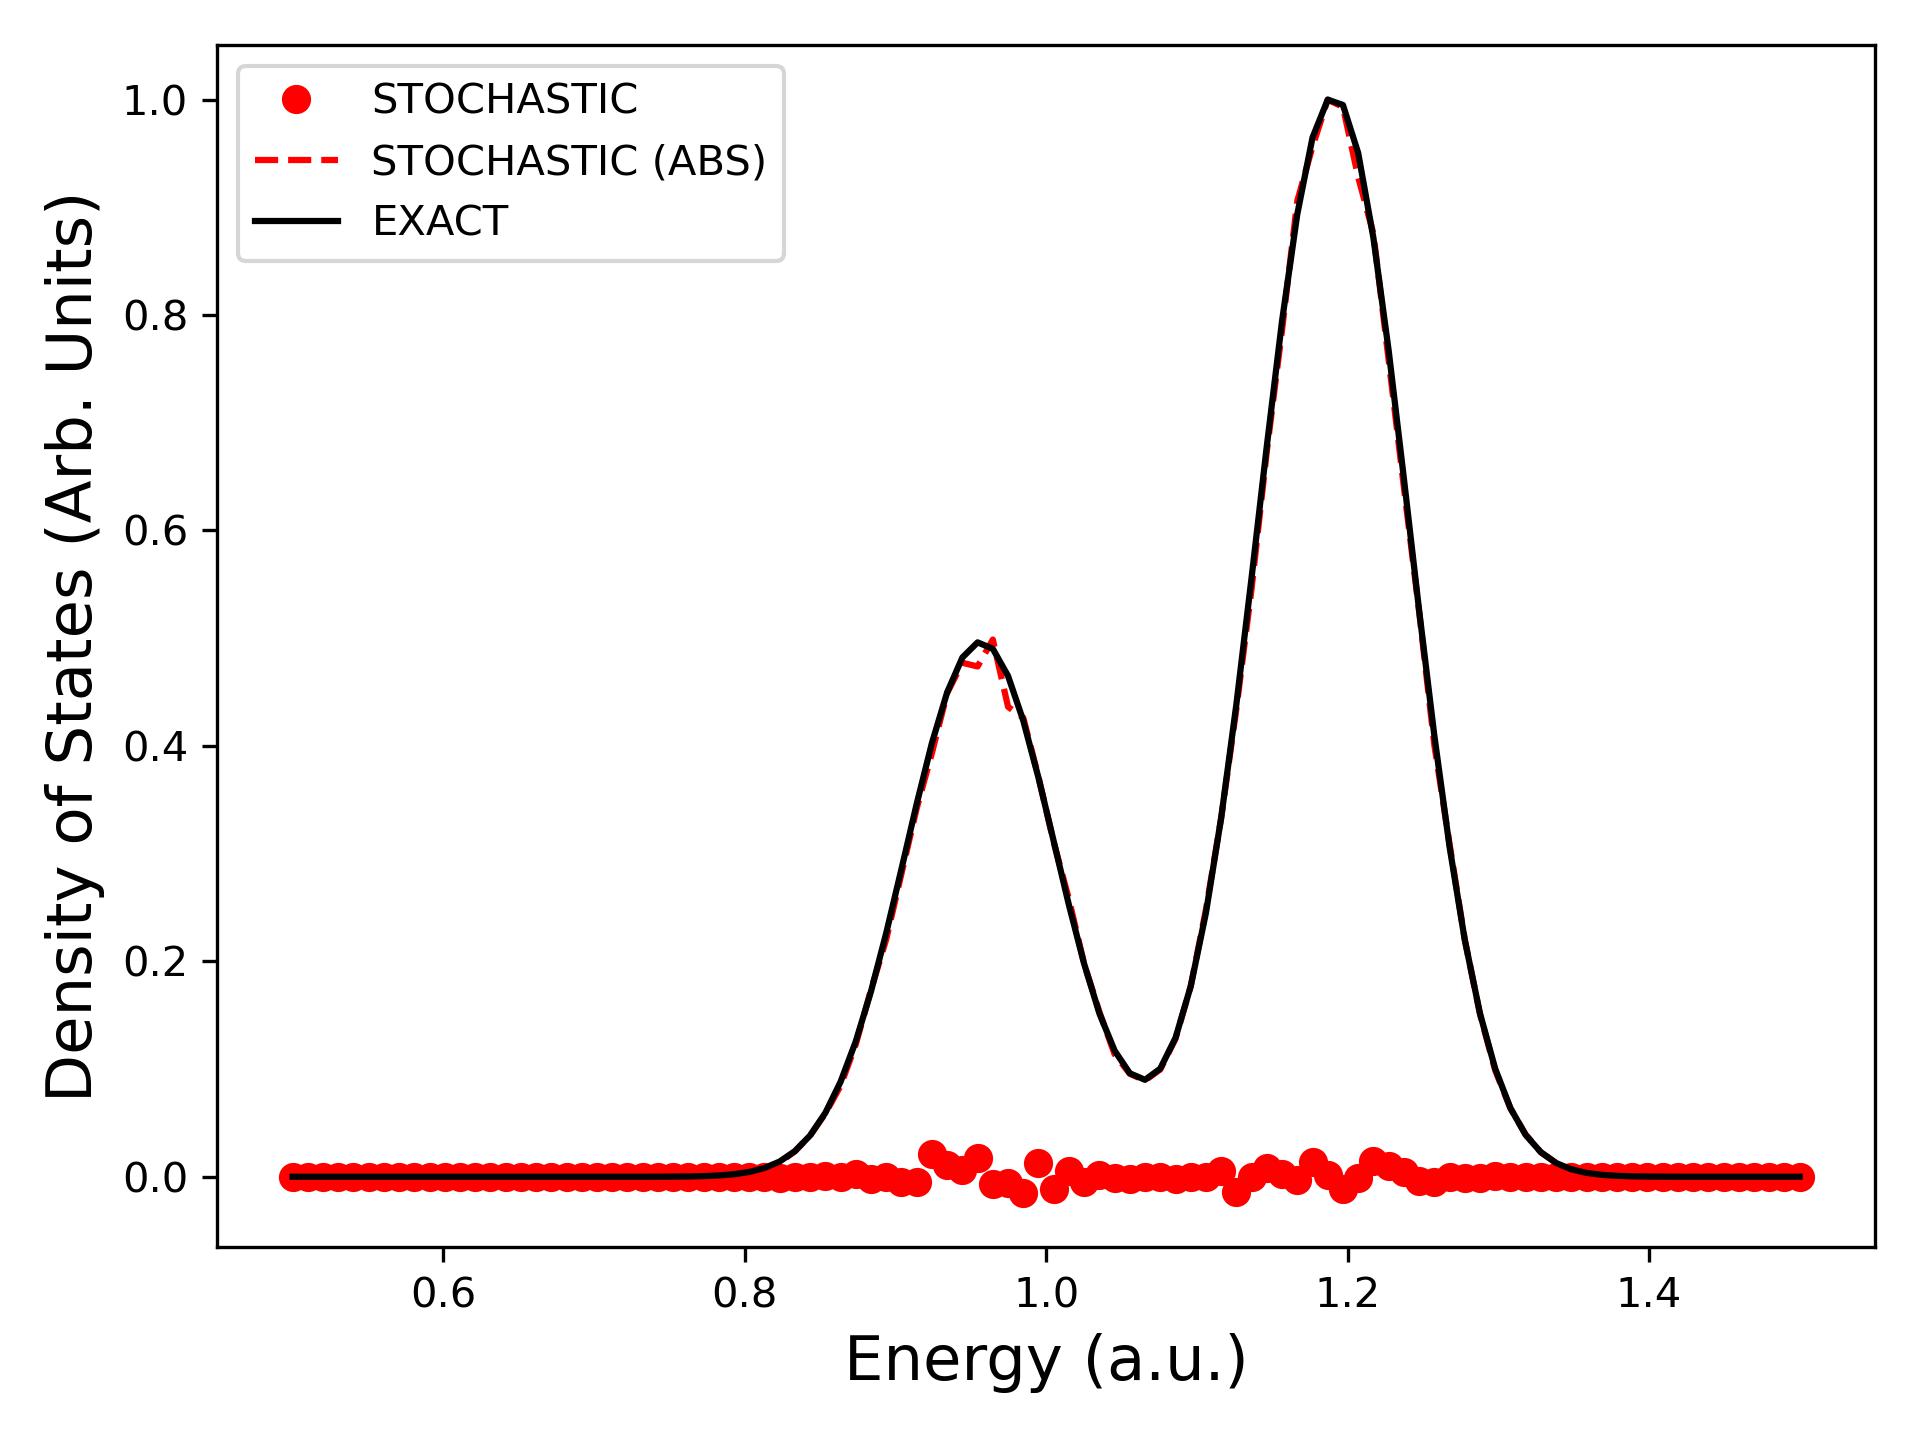 STOCHASTIC
STOCHASTIC (ABS)
EXACT
Density of States (Arb. Units)
1.0
0.8
0.6
0.4
0.2
0.0
0.6 0.8 1.0 1.2 1.4
Energy (a.u.)